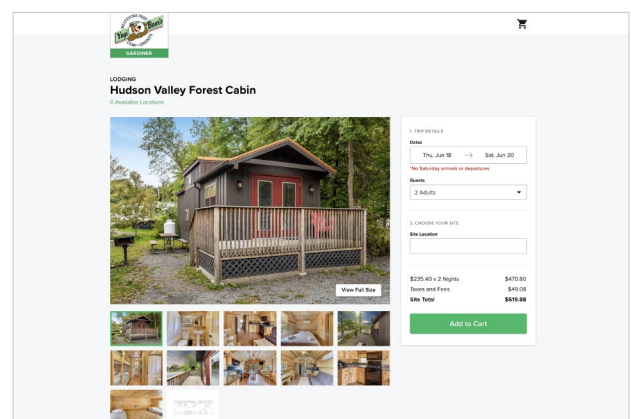 Yogi Bear's
GARDINER
LODGING
Hudson Valley Forest Cabin
0 Available Locations
1. TRIP DETAILS
Dates
Thu, Jun 18 → Sat, Jun 20
*No Saturday arrivals or departures
Guests
2 Adults
2. CHOOSE YOUR SITE
Site Location
$235.40 x 2 Nights $470.80
Taxes and Fees $49.08
Site Total $519.88
Add to Cart
View Full Size